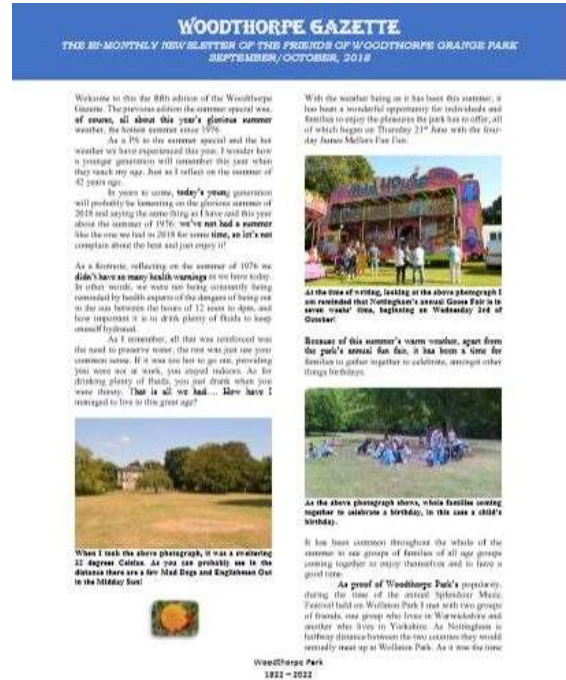 WOODTHORPE GAZETTE
THE BI-MONTHLY NEWSLETTER OF THE FRIENDS OF WOODTHORPE GRANGE PARK
SEPTEMBER/OCTOBER, 2018
Welcome to this the fifth edition of the Woodthorpe
Gazette. The previous edition the summer special was,
of course, all about this year's glorious summer
weather, the hottest summer since 1976.
As a PS to the summer special and the hot
weather we have experienced this year, I wonder how
a younger generation will remember this year when
they reach my age. Just as I reflect on the summer of
42 years ago.
In years to come, today's young generation
will probably be lamenting on the glorious summer of
2018 and saying the same thing as I have said this year
about the summer of 1976: we've not had a summer
like the one we had in 2018 for some time, so let's not
complain about the heat and just enjoy it!
As a footnote, reflecting on the summer of 1976 we
didn't have so many health warnings as we have today.
In other words, we were not being constantly being
reminded by health experts of the dangers of being out
in the sun between the hours of 12 noon to 4pm, and
how important it is to drink plenty of fluids to keep
oneself hydrated.
As I remember, all that was reinforced was
the need to preserve water, the rest was just use your
common sense. If it was too hot to go out, providing
you were not at work, you stayed indoors. As for
drinking plenty of fluids, you just drank when you
were thirsty. That is all we had.... How have I
managed to live to this great age?
When I took the above photograph, it was a sweltering
32 degrees Celsius. As you can probably see in the
distance there are a few Mad Dogs and Englishman Out
in the Midday Sun!
With the weather being as it has been this summer, it
has been a wonderful opportunity for individuals and
families to enjoy the pleasures the park has to offer, all
of which began on Thursday 21st June with the four-
day James Mellors Fun Fair.
Mad House
At the time of writing, looking at the above photograph I
am reminded that Nottingham's annual Goose Fair is in
seven weeks' time, beginning on Wednesday 3rd of
October!
Because of this summer's warm weather, apart from
the park's annual fun fair, it has been a time for
families to gather together to celebrate, amongst other
things birthdays.
As the above photograph shows, whole families coming
together to celebrate a birthday, in this case a child's
birthday.
It has been common throughout the whole of the
summer to see groups of families of all age groups
coming together to enjoy themselves and to have a
good time.
As proof of Woodthorpe Park's popularity,
during the time of the annual Splendour Music
Festival held on Wollaton Park I met with two groups
of friends, one group who lives in Warwickshire and
another who lives in Yorkshire. As Nottingham is
halfway distance between the two counties they would
annually meet up at Wollaton Park. As it was the time
Woodthorpe Park
1922 – 2022